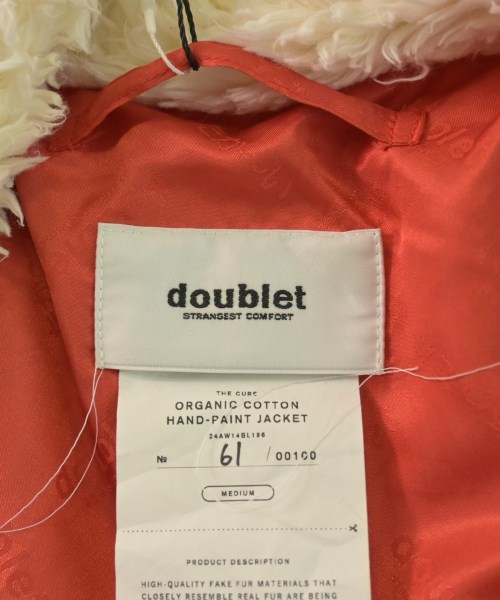 doublet
STRANGEST COMFORT
THE CURE
ORGANIC COTTON
HAND-PAINT JACKET
24AW14BL186
№ 61 / 00100
MEDIUM
PRODUCT DESCRIPTION
HIGH-QUALITY FAKE FUR MATERIALS THAT
CLOSELY RESEMBLE REAL FUR ARE BEING